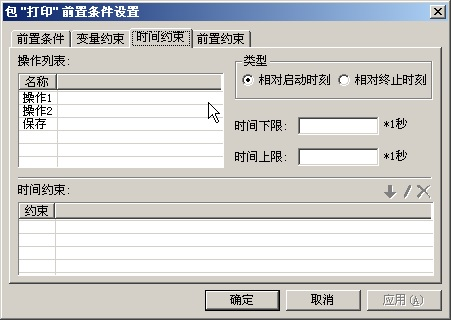 包 "打印" 前置条件设置
前置条件 变量约束 时间约束 前置约束
操作列表:
名称
操作1
操作2
保存
类型
相对启动时刻 相对终止时刻
时间下限: *1秒
时间上限: *1秒
时间约束:
约束
确定 取消 应用(A)